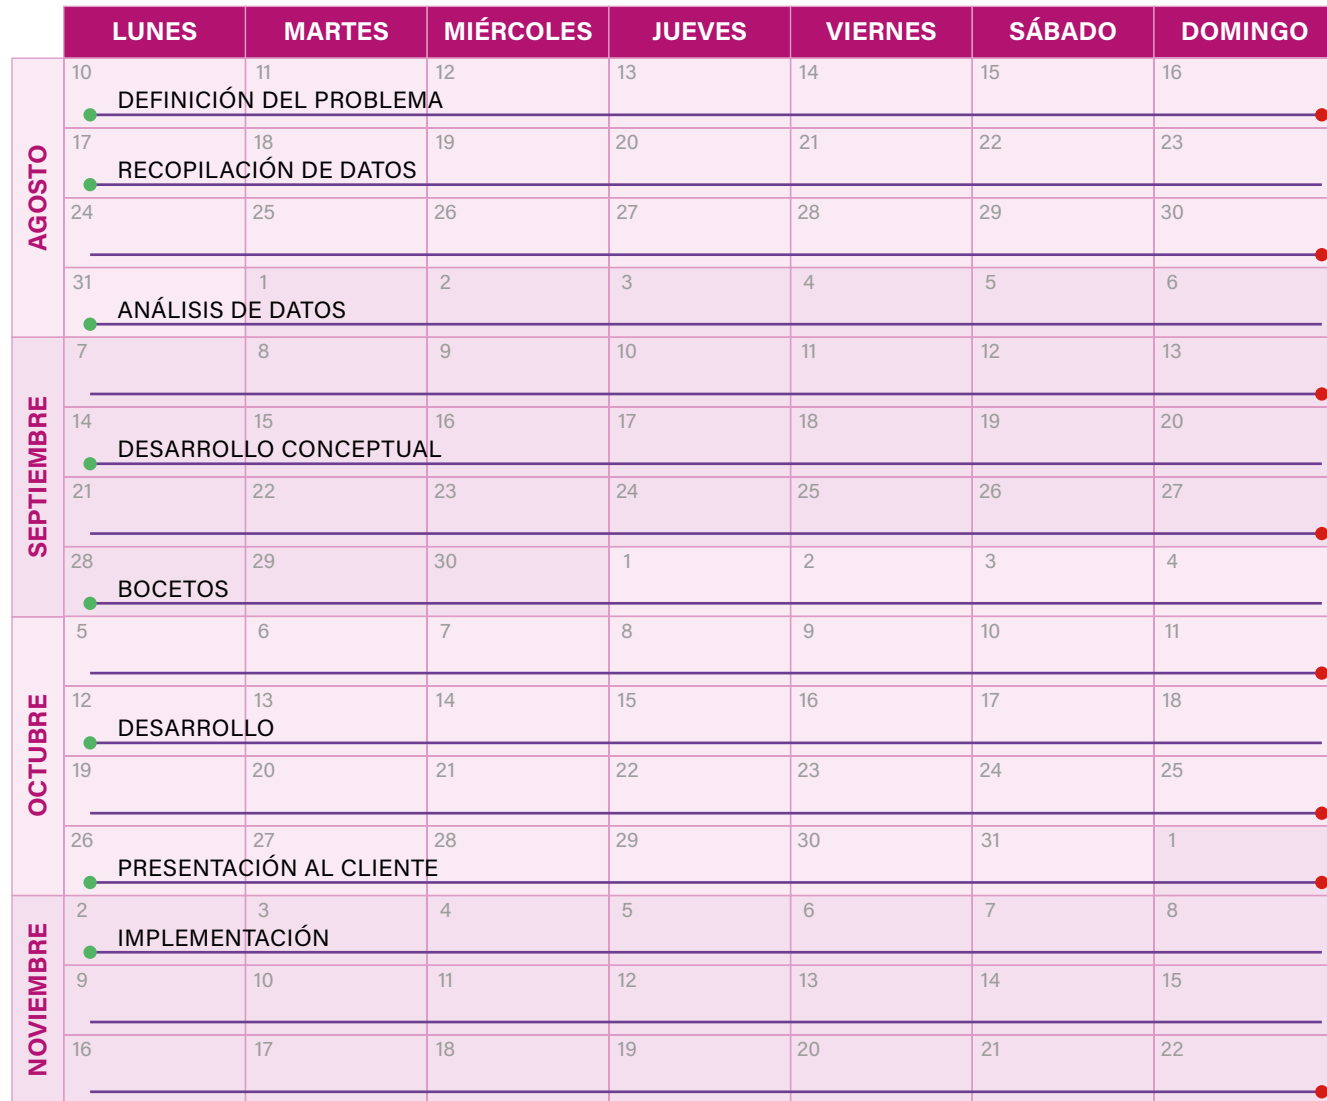 LUNES MARTES MIÉRCOLES JUEVES VIERNES SÁBADO DOMINGO
AGOSTO
10 11 12 13 14 15 16
DEFINICIÓN DEL PROBLEMA
17 18 19 20 21 22 23
RECOPILACIÓN DE DATOS
24 25 26 27 28 29 30
31 1 2 3 4 5 6
ANÁLISIS DE DATOS
SEPTIEMBRE
7 8 9 10 11 12 13
14 15 16 17 18 19 20
DESARROLLO CONCEPTUAL
21 22 23 24 25 26 27
28 29 30 1 2 3 4
BOCETOS
OCTUBRE
5 6 7 8 9 10 11
12 13 14 15 16 17 18
DESARROLLO
19 20 21 22 23 24 25
26 27 28 29 30 31 1
PRESENTACIÓN AL CLIENTE
NOVIEMBRE
2 3 4 5 6 7 8
IMPLEMENTACIÓN
9 10 11 12 13 14 15
16 17 18 19 20 21 22